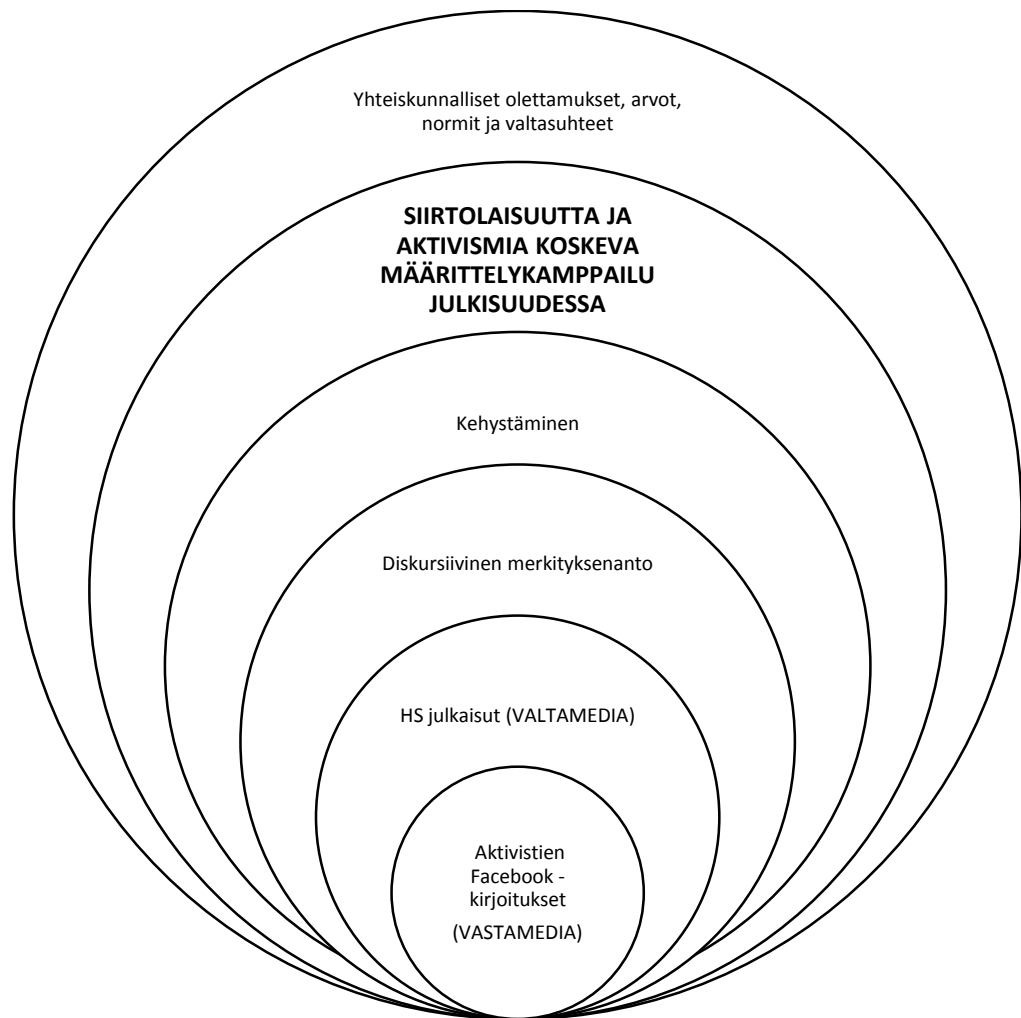 Yhteiskunnalliset olettamukset, arvot,
normit ja valtasuhteet
SIIRTOLAISUUTTA JA
AKTIVISMIA KOSKEVA
MÄÄRITTELYKAMPPAILU
JULKISUUDESSA
Kehystäminen
Diskursiivinen merkityksenanto
HS julkaisut (VALTAMEDIA)
Aktivistien
Facebook -
kirjoitukset
(VASTAMEDIA)